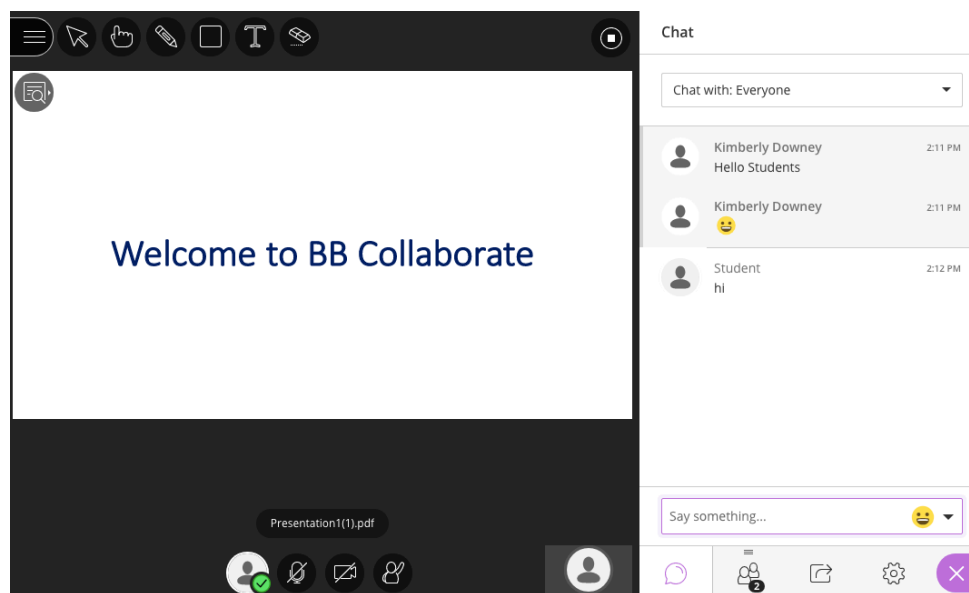 Chat
Chat with: Everyone
Kimberly Downey 2:11 PM
Hello Students
Kimberly Downey 2:11 PM
Student 2:12 PM
hi
Welcome to BB Collaborate
Presentation1(1).pdf
Say something...
2